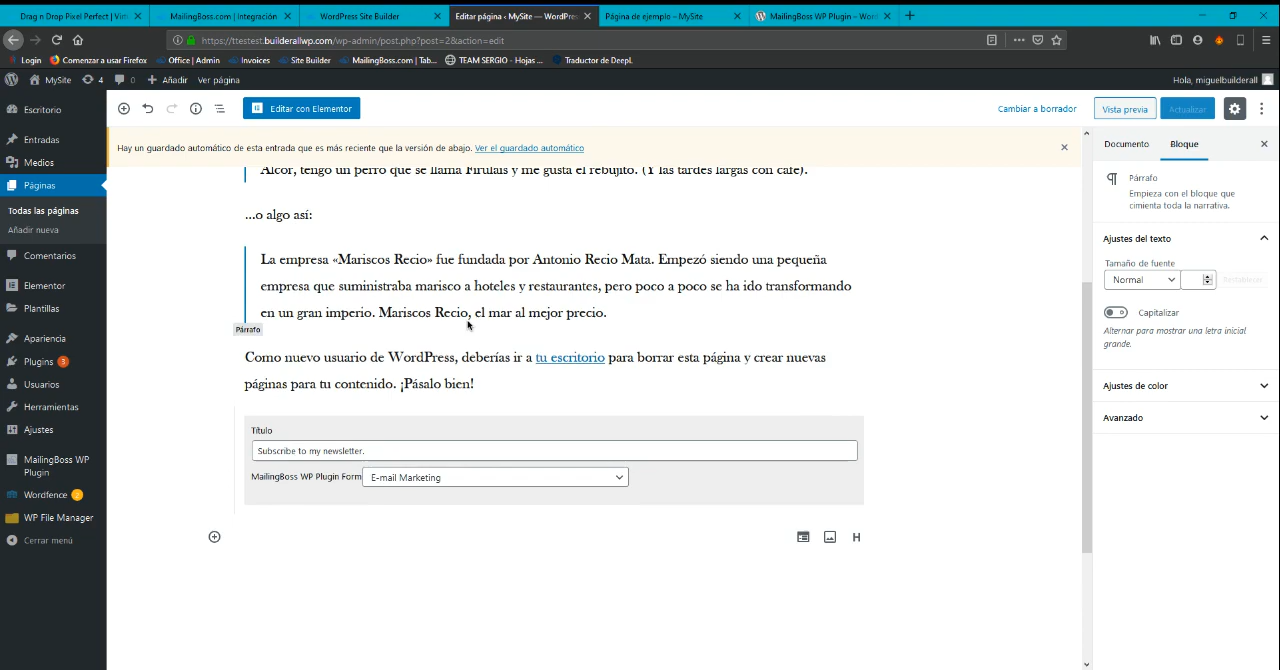 Drag n Drop Pixel Perfect | Virt
MailingBoss.com | Integración
WordPress Site Builder
Editar página ‹ MySite — WordPres
Página de ejemplo – MySite
MailingBoss WP Plugin – Word
https://ttestest.builderallwp.com/wp-admin/post.php?post=2&action=edit
Login
Comenzar a usar Firefox
Office | Admin
Invoices
Site Builder
MailingBoss.com | Tab...
TEAM SERGIO - Hojas ...
Traductor de DeepL
MySite
4
0
Añadir
Ver página
Hola, miguelbuilderall
Escritorio
Editar con Elementor
Cambiar a borrador
Vista previa
Actualizar
Entradas
Medios
Páginas
Todas las páginas
Añadir nueva
Comentarios
Elementor
Plantillas
Apariencia
Plugins 3
Usuarios
Herramientas
Ajustes
MailingBoss WP
Plugin
Wordfence 2
WP File Manager
Cerrar menú
Hay un guardado automático de esta entrada que es más reciente que la versión de abajo. Ver el guardado automático
Alcor, tengo un perro que se llama Firulais y me gusta el rebujito. (Y las tardes largas con café).
...o algo así:
La empresa «Mariscos Recio» fue fundada por Antonio Recio Mata. Empezó siendo una pequeña
empresa que suministraba marisco a hoteles y restaurantes, pero poco a poco se ha ido transformando
en un gran imperio. Mariscos Recio, el mar al mejor precio.
Párrafo
Como nuevo usuario de WordPress, deberías ir a tu escritorio para borrar esta página y crear nuevas
páginas para tu contenido. ¡Pásalo bien!
Título
Subscribe to my newsletter.
MailingBoss WP Plugin Form
E-mail Marketing
H
Documento
Bloque
Párrafo
Empieza con el bloque que
cimienta toda la narrativa.
Ajustes del texto
Tamaño de fuente
Normal
Restablecer
Capitalizar
Alternar para mostrar una letra inicial
grande.
Ajustes de color
Avanzado